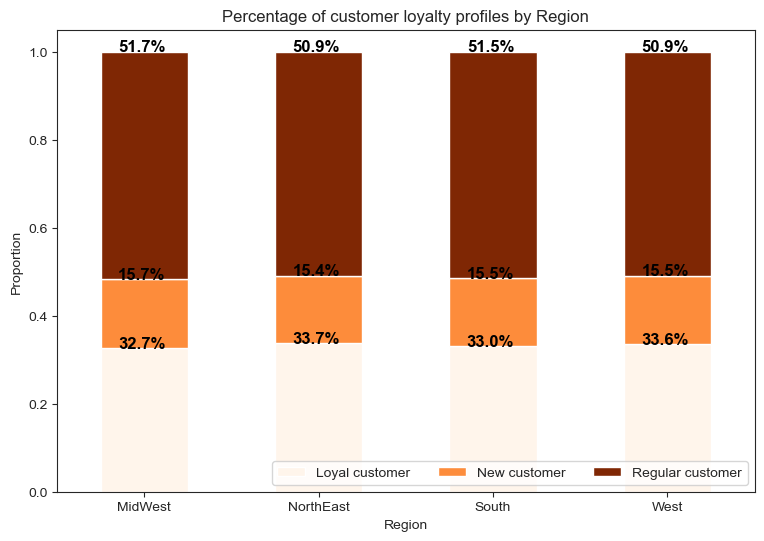 Percentage of customer loyalty profiles by Region
1.0
0.8
0.6
0.4
0.2
0.0
Proportion
51.7% 50.9% 51.5% 50.9%
15.7% 15.4% 15.5% 15.5%
32.7% 33.7% 33.0% 33.6%
Loyal customer New customer Regular customer
MidWest NorthEast South West
Region